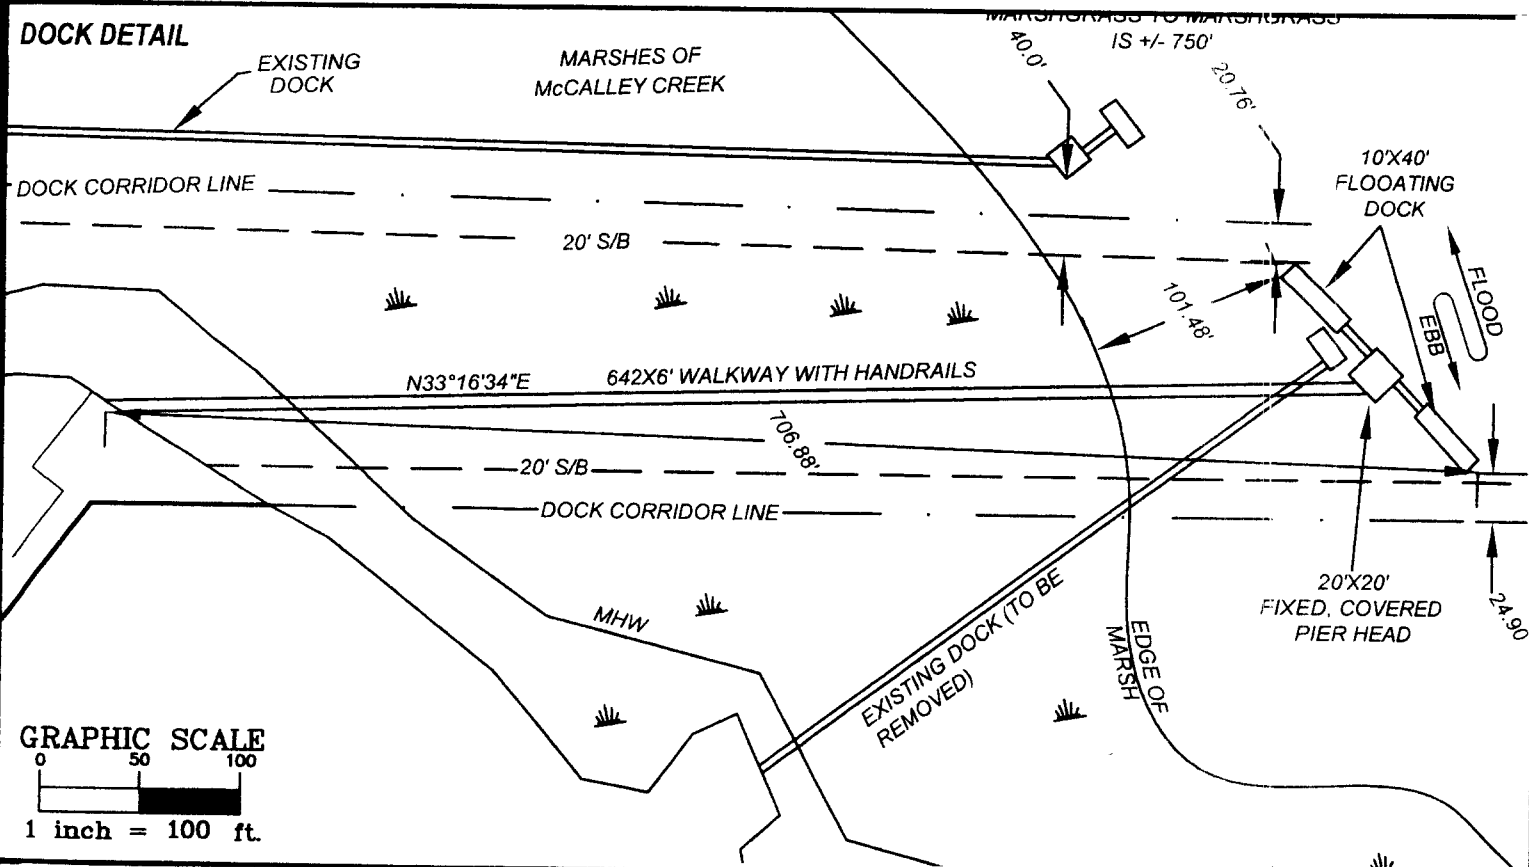 DOCK DETAIL
EXISTING
DOCK
MARSHES OF
McCALLEY CREEK
MARSHGRASS TO MARSHGRASS
IS +/- 750'
40.0'
20.76'
10'X40'
FLOOATING
DOCK
DOCK CORRIDOR LINE
20' S/B
101.48'
FLOOD
EBB
N33°16'34"E
642X6' WALKWAY WITH HANDRAILS
706.88'
20' S/B
DOCK CORRIDOR LINE
20'X20'
FIXED, COVERED
PIER HEAD
24.90
MHW
EXISTING DOCK (TO BE
REMOVED)
EDGE OF
MARSH
GRAPHIC SCALE
0 50 100
1 inch = 100 ft.